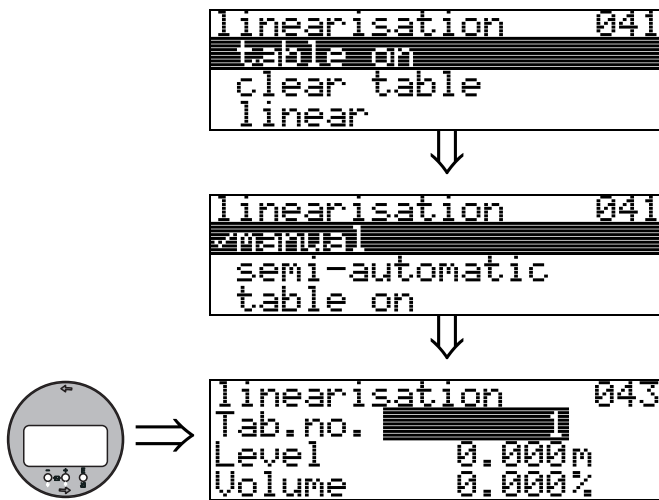 linearisation 041
table on
clear table
linear
linearisation 041
✓manual
semi-automatic
table on
linearisation 043
Tab.no. 1
Level 0.000m
Volume 0.000%